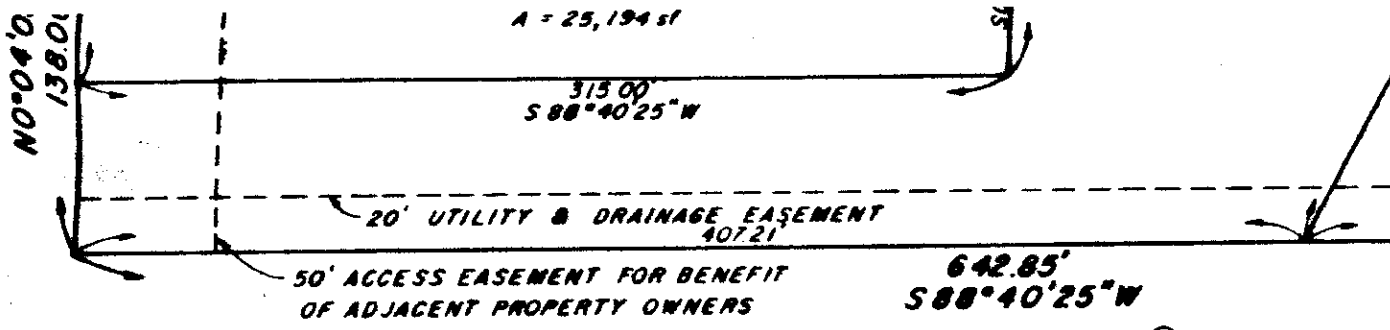 A = 25,194 sf
N0°04'0
138.0
315.00'
S 88°40'25"W
20' UTILITY & DRAINAGE EASEMENT
407.21'
50' ACCESS EASEMENT FOR BENEFIT
OF ADJACENT PROPERTY OWNERS
642.85'
S 88°40'25"W